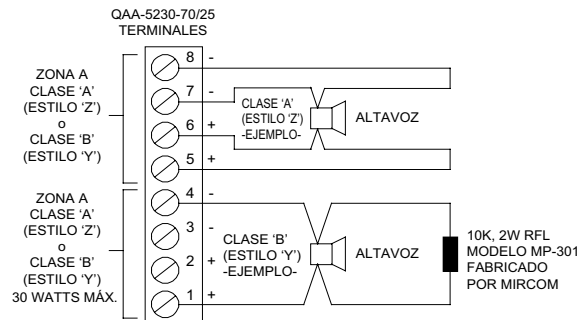 QAA-5230-70/25
TERMINALES
ZONA A
CLASE 'A'
(ESTILO 'Z')
o
CLASE 'B'
(ESTILO 'Y')
8 -
7 -
6 +
5 +
CLASE 'A'
(ESTILO 'Z')
-EJEMPLO-
ALTAVOZ
ZONA A
CLASE 'A'
(ESTILO 'Z')
o
CLASE 'B'
(ESTILO 'Y')
30 WATTS MÁX.
4 -
3 -
2 +
1 +
CLASE 'B'
(ESTILO 'Y')
-EJEMPLO-
ALTAVOZ
10K, 2W RFL
MODELO MP-301
FABRICADO
POR MIRCOM